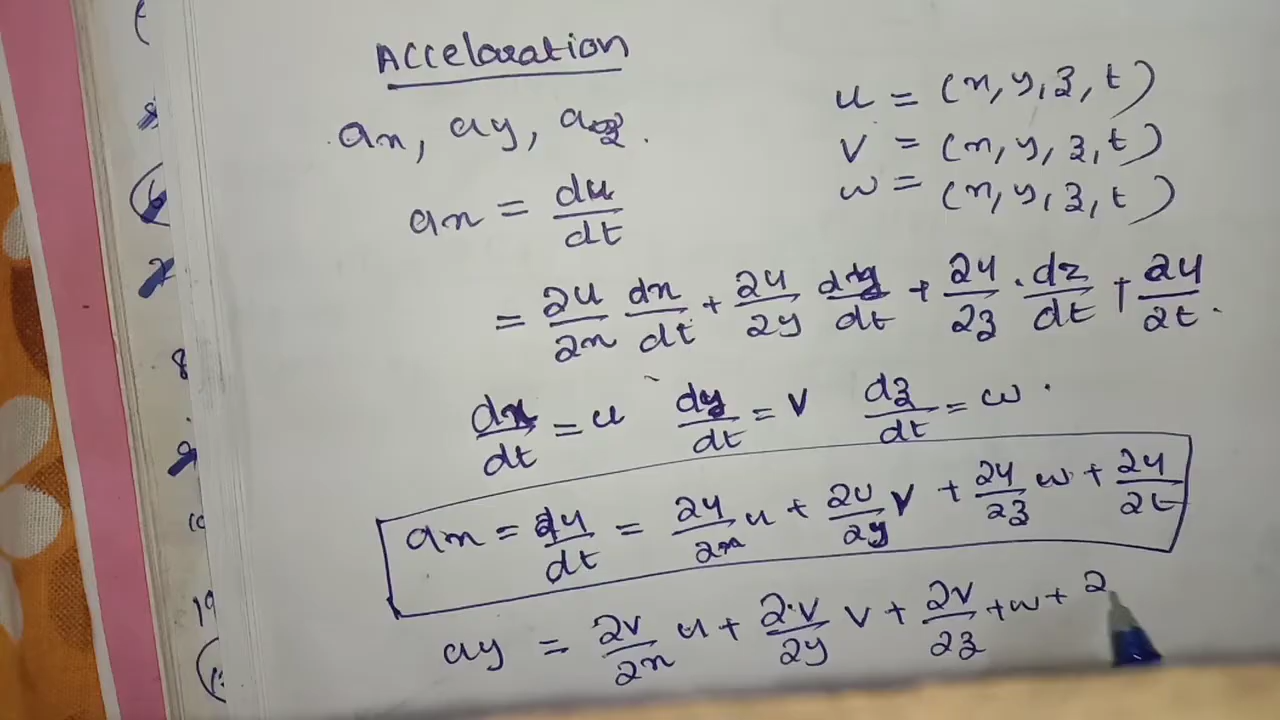 Accelaration
ax, ay, az.
u = (x, y, z, t)
v = (x, y, z, t)
w = (x, y, z, t)
ax = du/dt
= ∂u/∂x dx/dt + ∂u/∂y dy/dt + ∂u/∂z . dz/dt + ∂u/∂t .
dx/dt = u dy/dt = v dz/dt = w .
ax = du/dt = ∂u/∂x u + ∂u/∂y v + ∂u/∂z w + ∂u/∂t
ay = ∂v/∂x u + ∂v/∂y v + ∂v/∂z + w + ∂